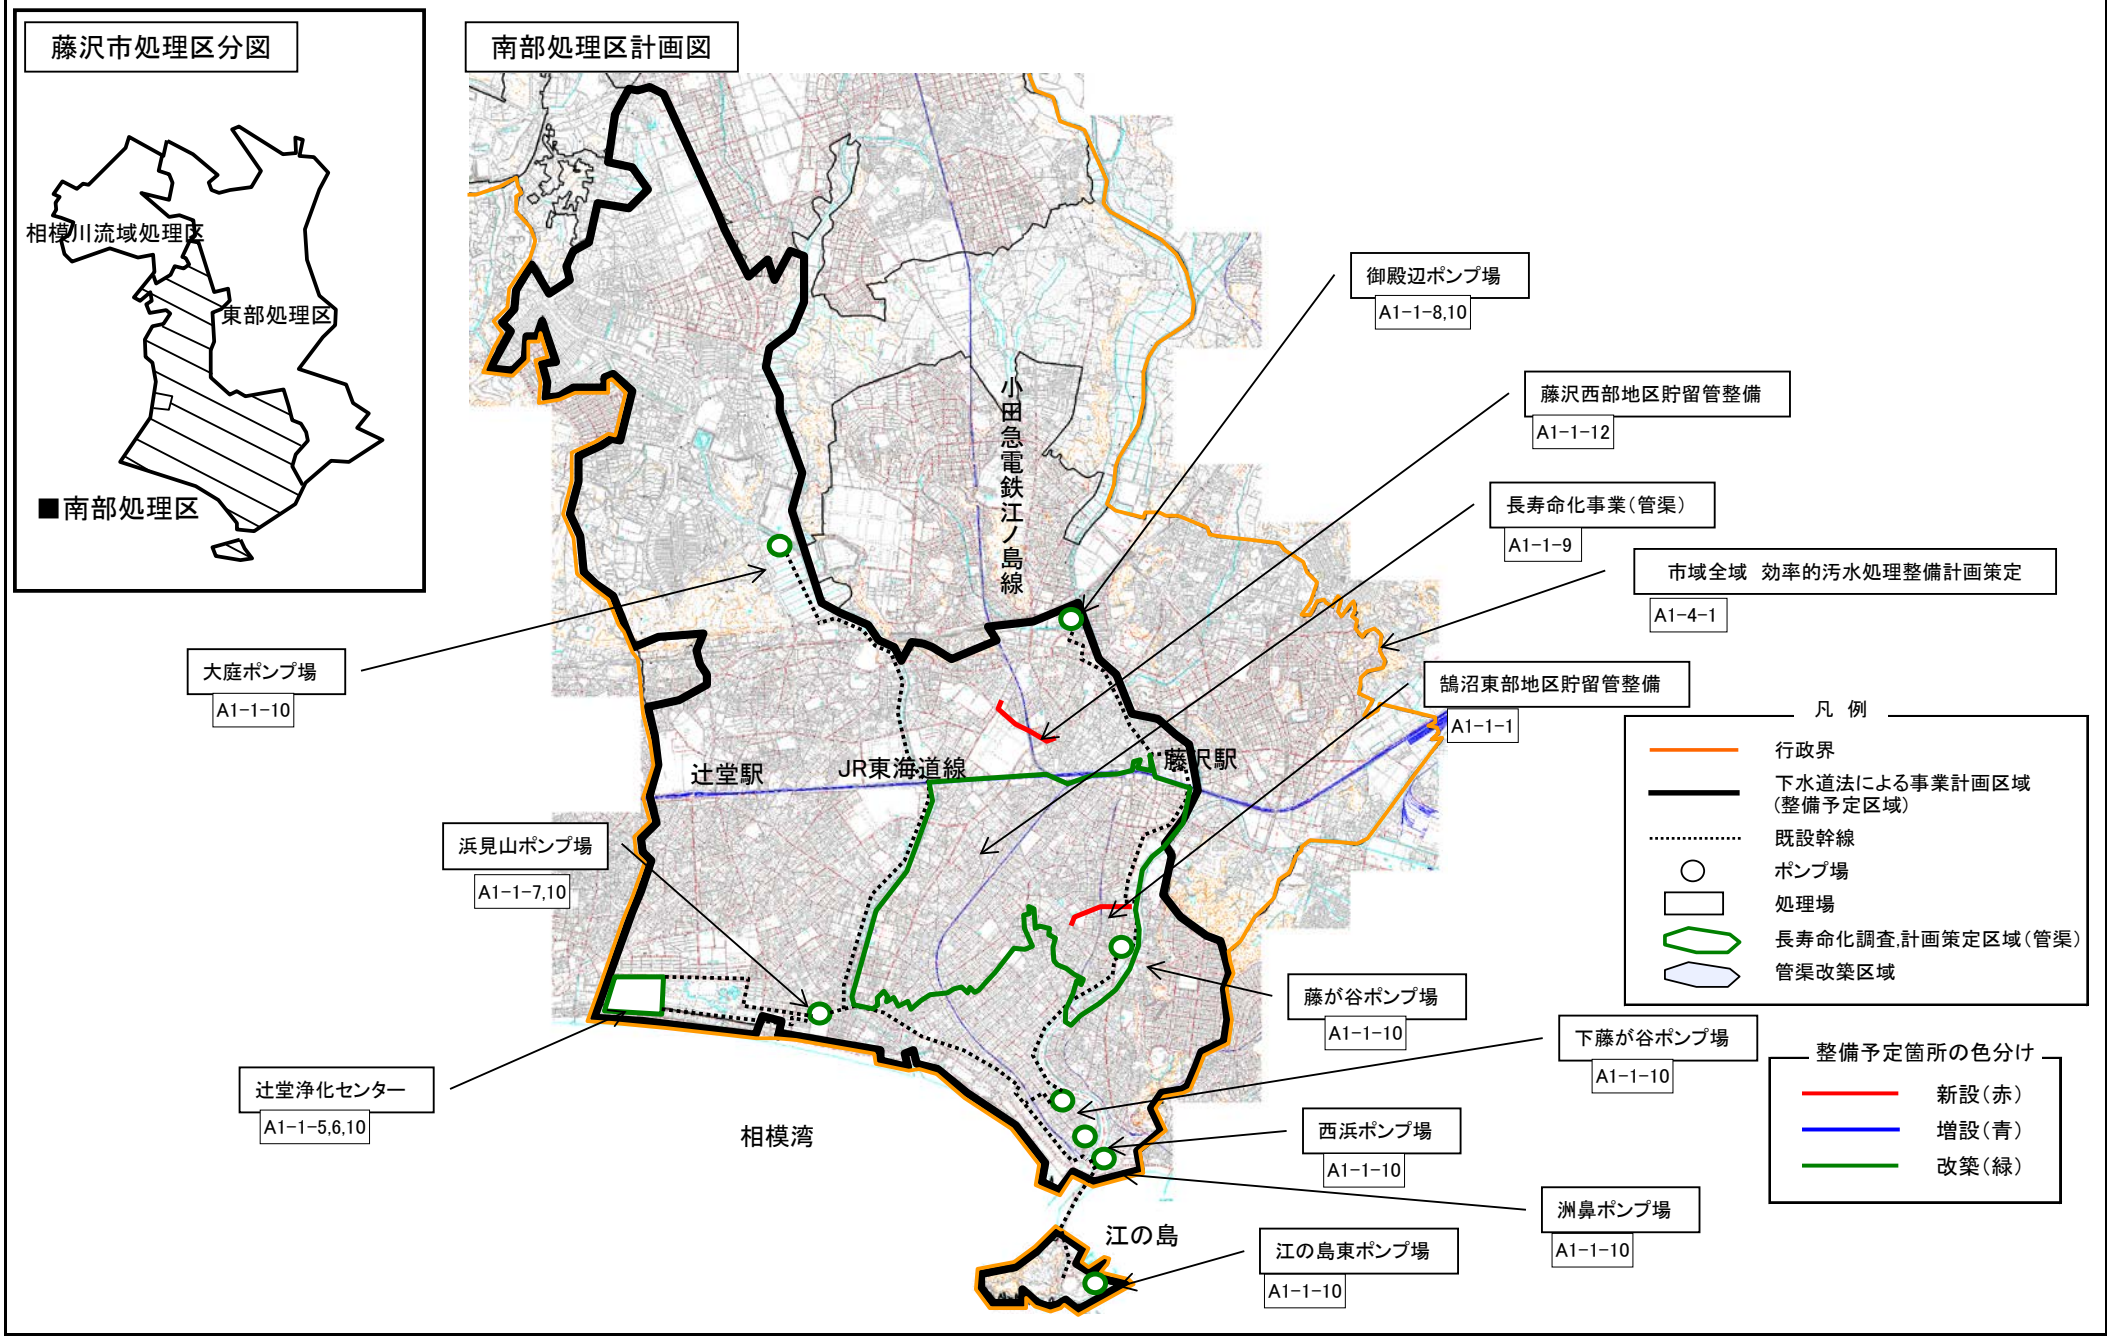 藤沢市処理区分図
相模川流域処理区
東部処理区
■南部処理区
南部処理区計画図
小田急電鉄江ノ島線
御殿辺ポンプ場
A1-1-8,10
藤沢西部地区貯留管整備
A1-1-12
長寿命化事業(管渠)
A1-1-9
市域全域 効率的汚水処理整備計画策定
A1-4-1
大庭ポンプ場
A1-1-10
鵠沼東部地区貯留管整備
A1-1-1
辻堂駅
JR東海道線
藤沢駅
浜見山ポンプ場
A1-1-7,10
藤が谷ポンプ場
A1-1-10
下藤が谷ポンプ場
A1-1-10
辻堂浄化センター
A1-1-5,6,10
相模湾
西浜ポンプ場
A1-1-10
洲鼻ポンプ場
A1-1-10
江の島
江の島東ポンプ場
A1-1-10
凡 例
行政界
下水道法による事業計画区域
(整備予定区域)
既設幹線
ポンプ場
処理場
長寿命化調査,計画策定区域(管渠)
管渠改築区域
整備予定箇所の色分け
新設(赤)
増設(青)
改築(緑)